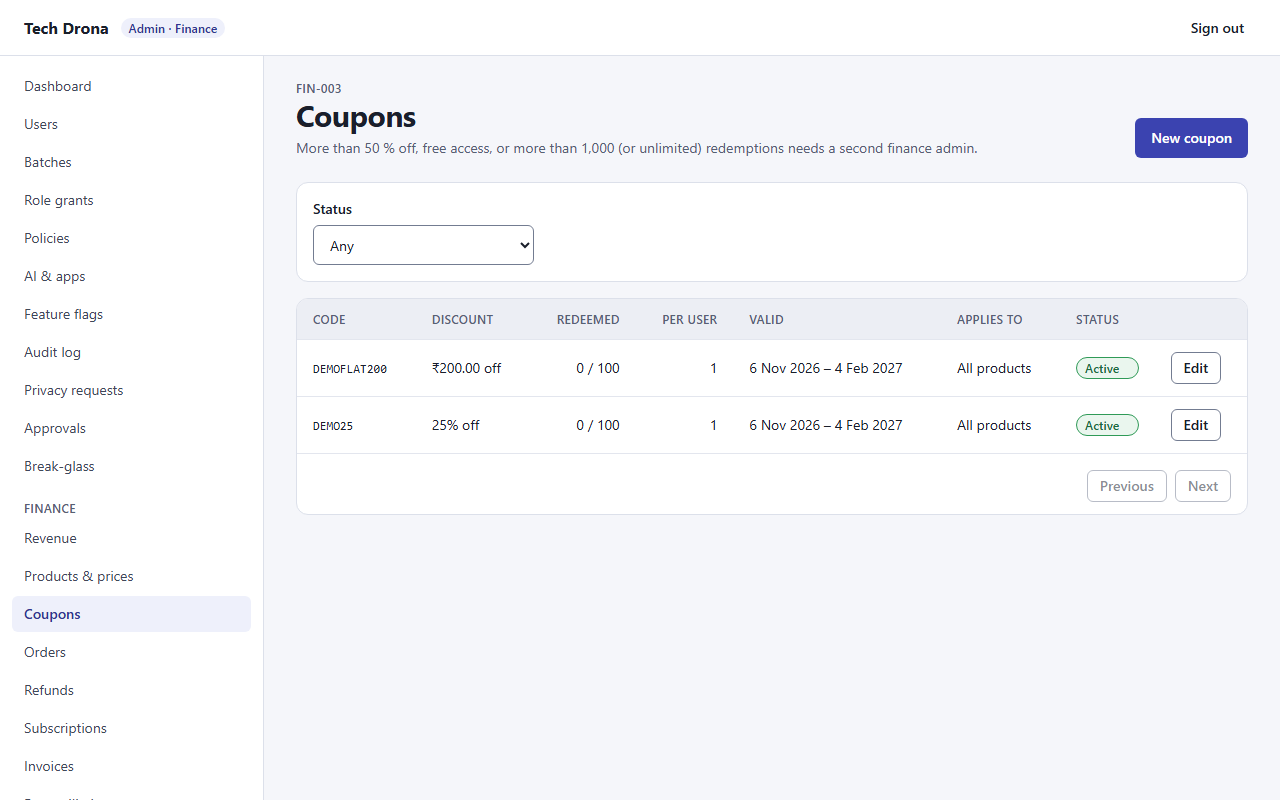 Tech Drona Admin · Finance Sign out
Dashboard
Users
Batches
Role grants
Policies
AI & apps
Feature flags
Audit log
Privacy requests
Approvals
Break-glass
FINANCE
Revenue
Products & prices
Coupons
Orders
Refunds
Subscriptions
Invoices
FIN-003
Coupons
More than 50 % off, free access, or more than 1,000 (or unlimited) redemptions needs a second finance admin.
New coupon
Status
Any
CODE DISCOUNT REDEEMED PER USER VALID APPLIES TO STATUS
DEMOFLAT200 ₹200.00 off 0 / 100 1 6 Nov 2026 – 4 Feb 2027 All products Active Edit
DEMO25 25% off 0 / 100 1 6 Nov 2026 – 4 Feb 2027 All products Active Edit
Previous Next